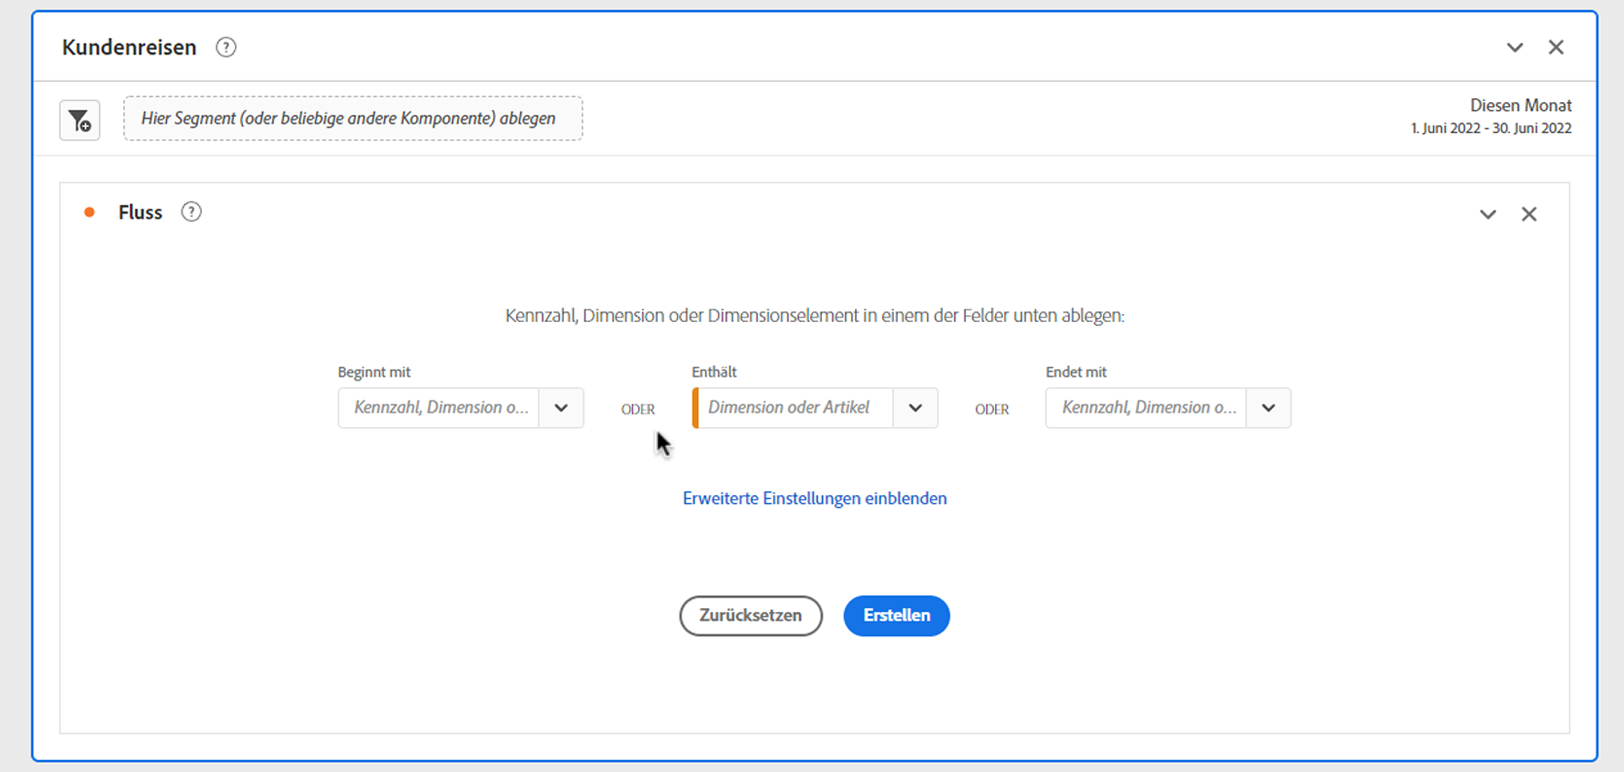 Kundenreisen ?
Hier Segment (oder beliebige andere Komponente) ablegen
Diesen Monat
1. Juni 2022 - 30. Juni 2022
Fluss ?
Kennzahl, Dimension oder Dimensionselement in einem der Felder unten ablegen:
Beginnt mit
Enthält
Endet mit
Kennzahl, Dimension o...
ODER
Dimension oder Artikel
ODER
Kennzahl, Dimension o...
Erweiterte Einstellungen einblenden
Zurücksetzen
Erstellen